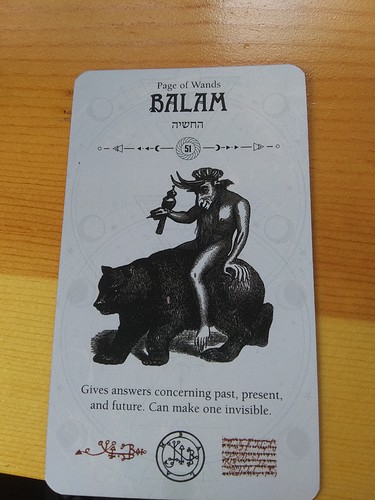 Page of Wands
BALAM
החשיה
51
Gives answers concerning past, present,
and future. Can make one invisible.